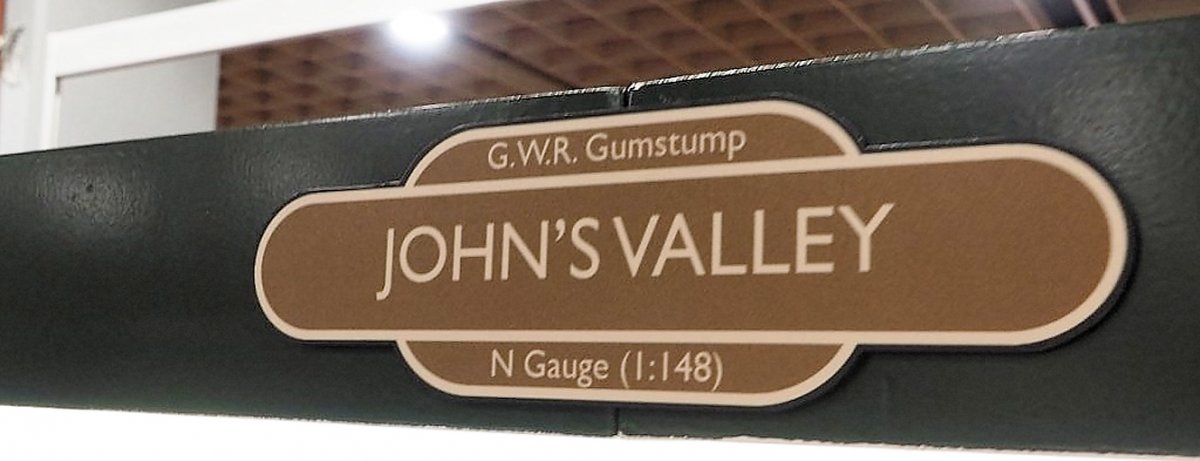 G.W.R. Gumstump
JOHN'S VALLEY
N Gauge (1:148)